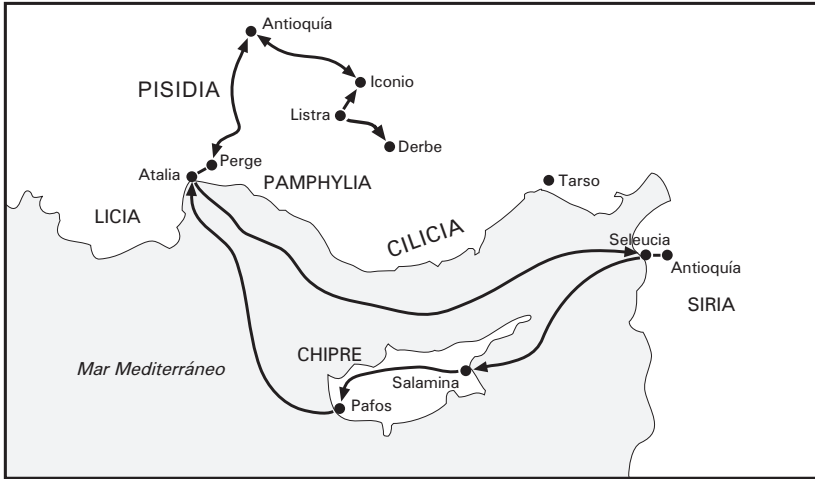 Antioquía
PISIDIA
Iconio
Listra
Derbe
Perge
Atalia
PAMPHYLIA
Tarso
LICIA
CILICIA
Seleucia
Antioquía
SIRIA
CHIPRE
Mar Mediterráneo
Salamina
Pafos